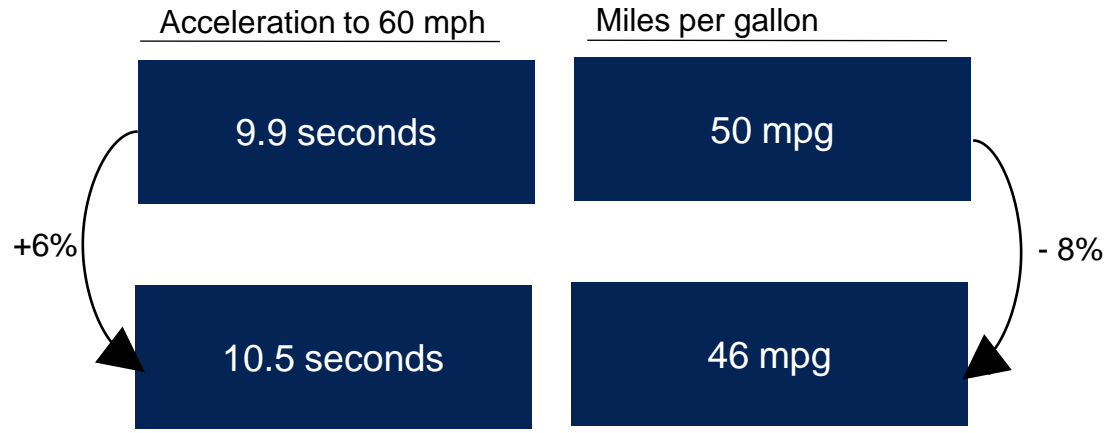 Acceleration to 60 mph
Miles per gallon
9.9 seconds
50 mpg
+6%
- 8%
10.5 seconds
46 mpg